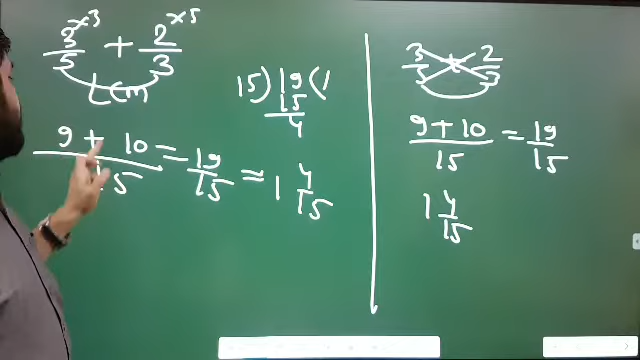 3^{×3}/5 + 2^{×5}/3
LCM
9 + 10 / 15 = 19/15 = 1 4/15
15) 19 (1
15
4
3/5 × 2/3
9 + 10 / 15 = 19/15
1 4/15